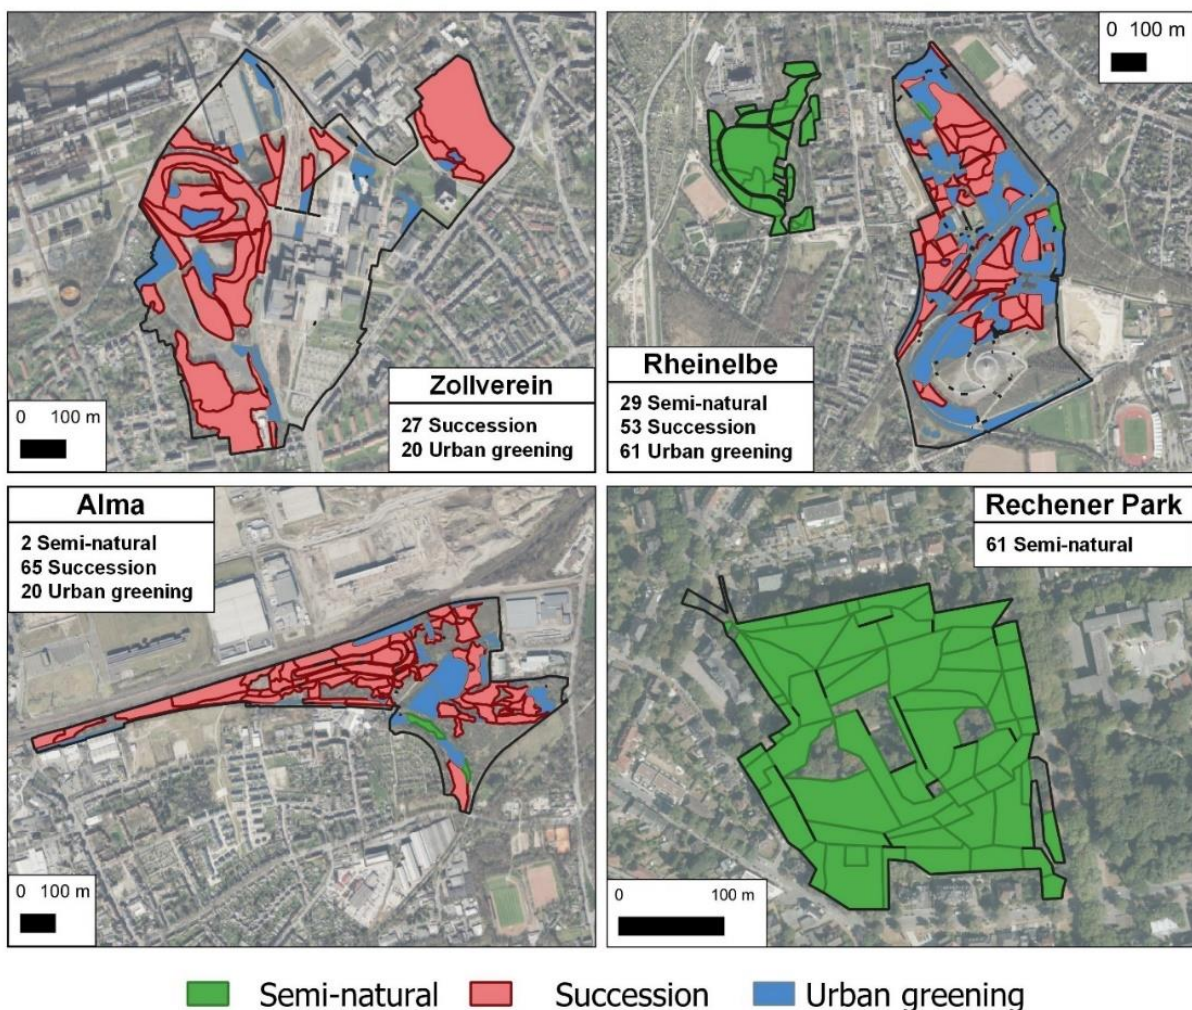 0 100 m
Zollverein
27 Succession
20 Urban greening
0 100 m
Rheinelbe
29 Semi-natural
53 Succession
61 Urban greening
Alma
2 Semi-natural
65 Succession
20 Urban greening
0 100 m
Rechener Park
61 Semi-natural
0 100 m
Semi-natural Succession Urban greening